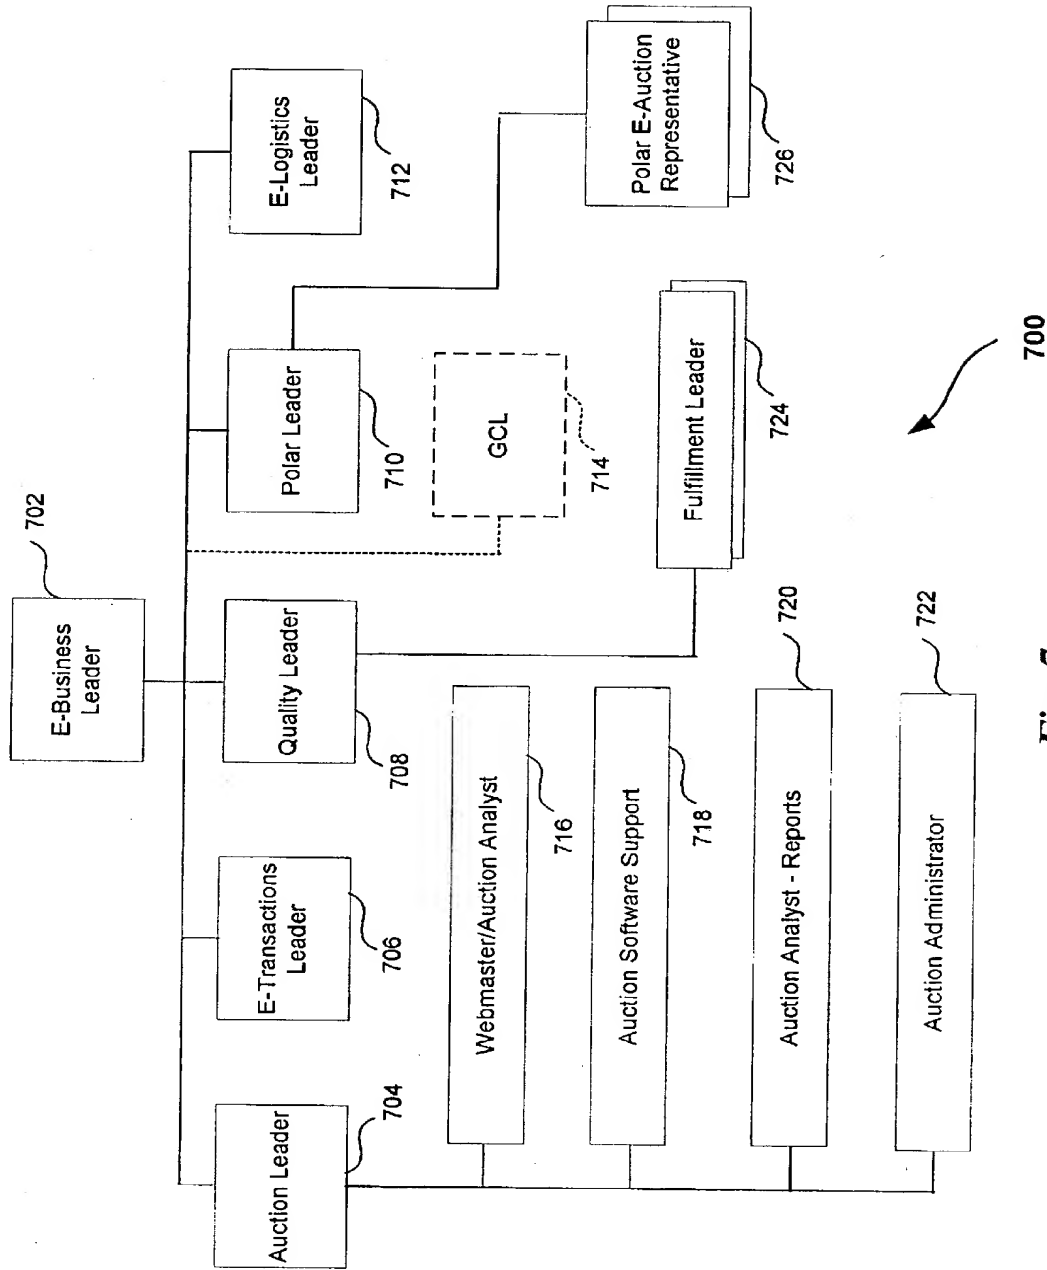 702
E-Business
Leader
Auction Leader
704
E-Transactions
Leader
706
Quality Leader
708
Polar Leader
710
E-Logistics
Leader
712
GCL
714
Webmaster/Auction Analyst
716
Auction Software Support
718
Auction Analyst - Reports
720
Auction Administrator
722
Fulfillment Leader
724
Polar E-Auction
Representative
726
700